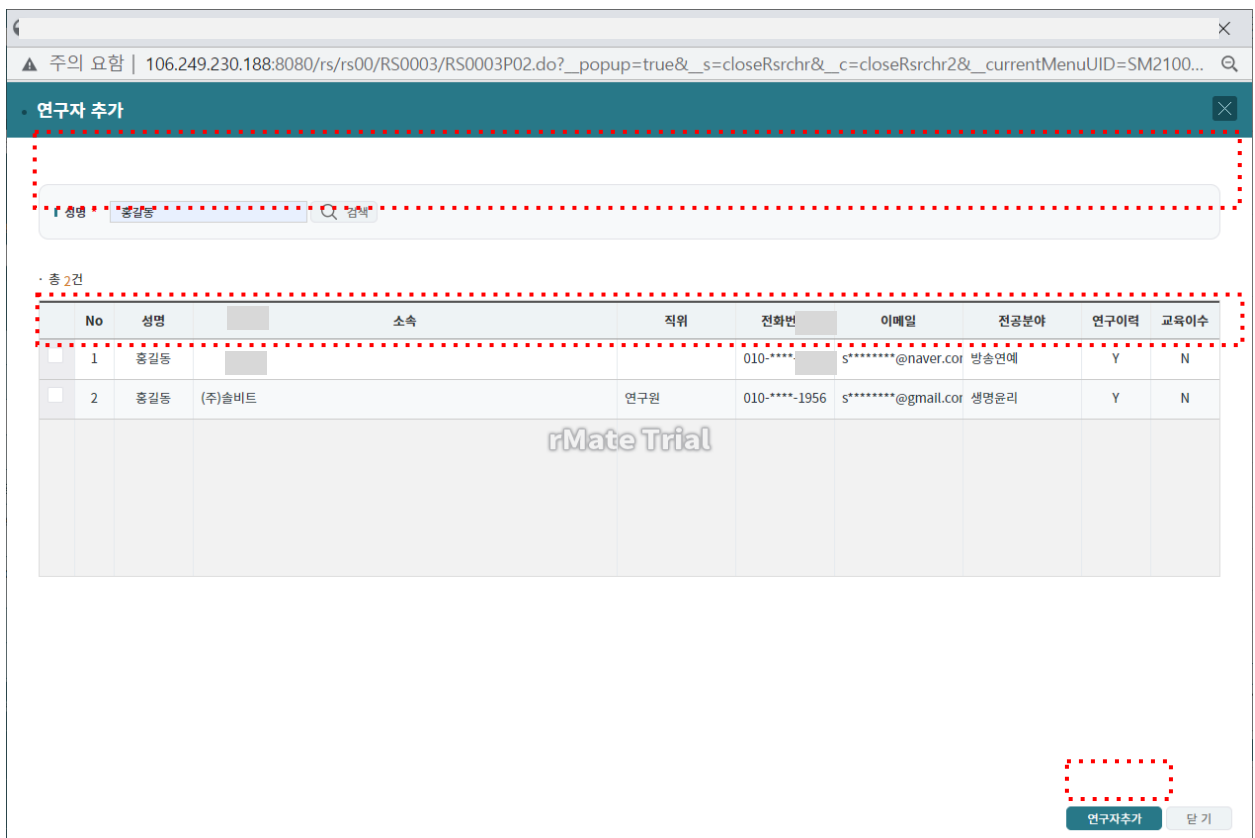 주의 요함 | 106.249.230.188:8080/rs/rs00/RS0003/RS0003P02.do?__popup=true&__s=closeRsrchr&__c=closeRsrchr2&__currentMenuUID=SM2100...
연구자 추가
성명 홍길동 검색
· 총 2건
No 성명 소속 직위 전화번 이메일 전공분야 연구이력 교육이수
1 홍길동 010-****- s********@naver.cor 방송연예 Y N
2 홍길동 (주)솔비트 연구원 010-****-1956 s********@gmail.cor 생명윤리 Y N
rMate Trial
연구자추가 닫 기